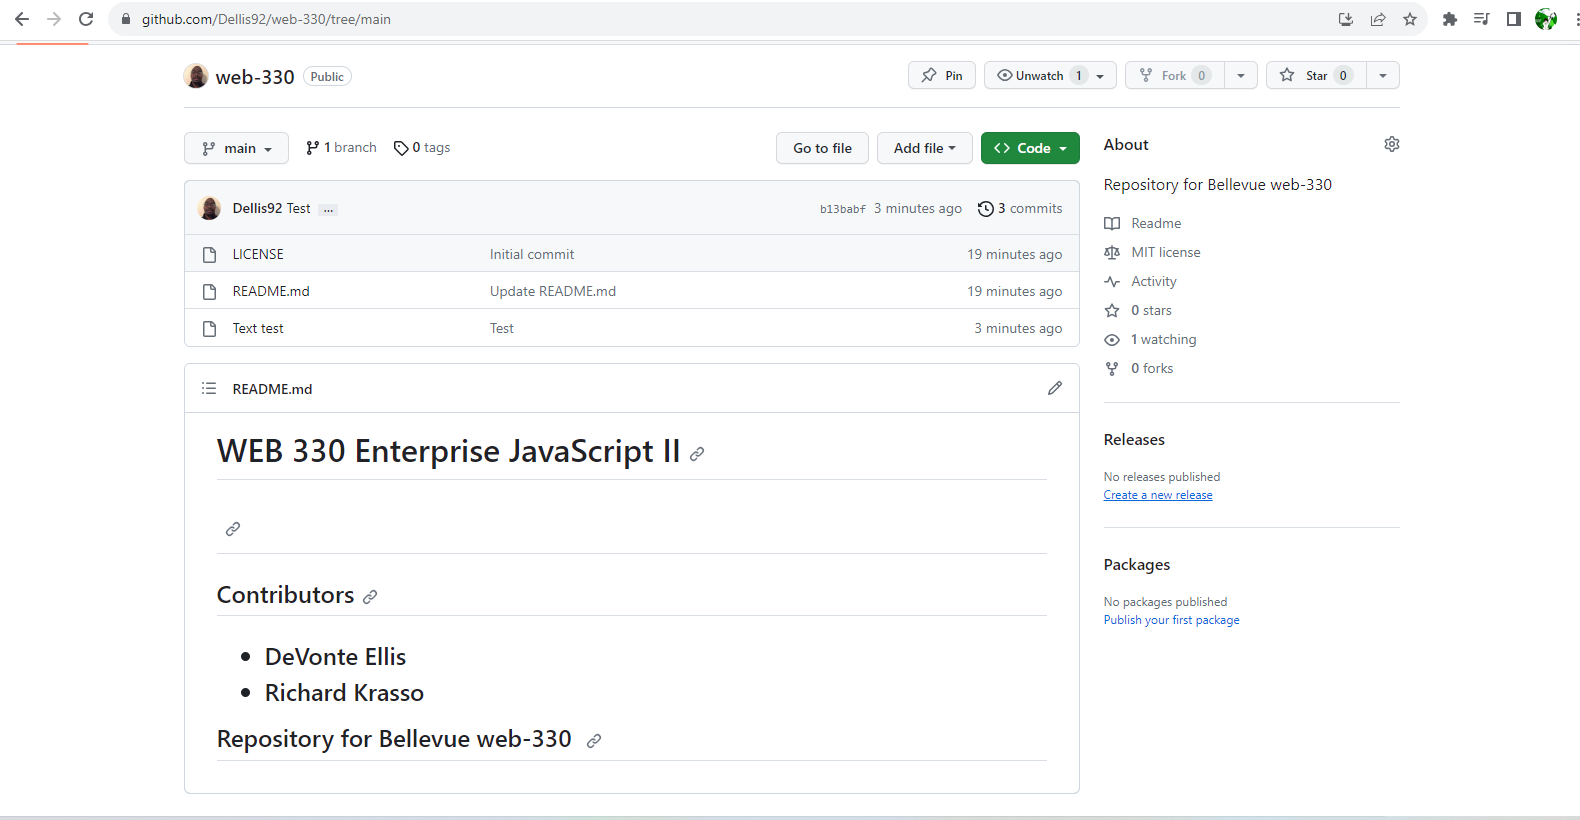 github.com/Dellis92/web-330/tree/main
web-330 Public Pin Unwatch 1 Fork 0 Star 0
main 1 branch 0 tags Go to file Add file Code
Dellis92 Test ... b13babf 3 minutes ago 3 commits
LICENSE Initial commit 19 minutes ago
README.md Update README.md 19 minutes ago
Text test Test 3 minutes ago
README.md
WEB 330 Enterprise JavaScript II
Contributors
• DeVonte Ellis
• Richard Krasso
Repository for Bellevue web-330
About
Repository for Bellevue web-330
Readme
MIT license
Activity
0 stars
1 watching
0 forks
Releases
No releases published
Create a new release
Packages
No packages published
Publish your first package